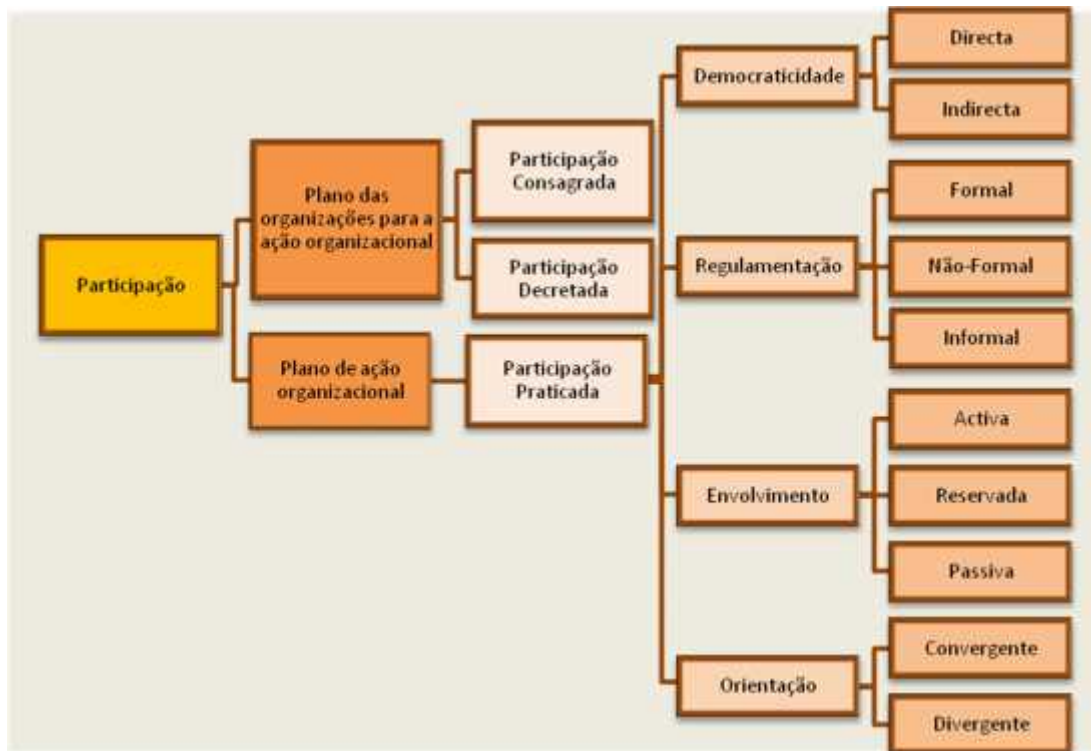 Participação
Plano das
organizações para a
ação organizacional
Plano de ação
organizacional
Participação
Consagrada
Participação
Decretada
Participação
Praticada
Democraticidade
Regulamentação
Envolvimento
Orientação
Directa
Indirecta
Formal
Não-Formal
Informal
Activa
Reservada
Passiva
Convergente
Divergente